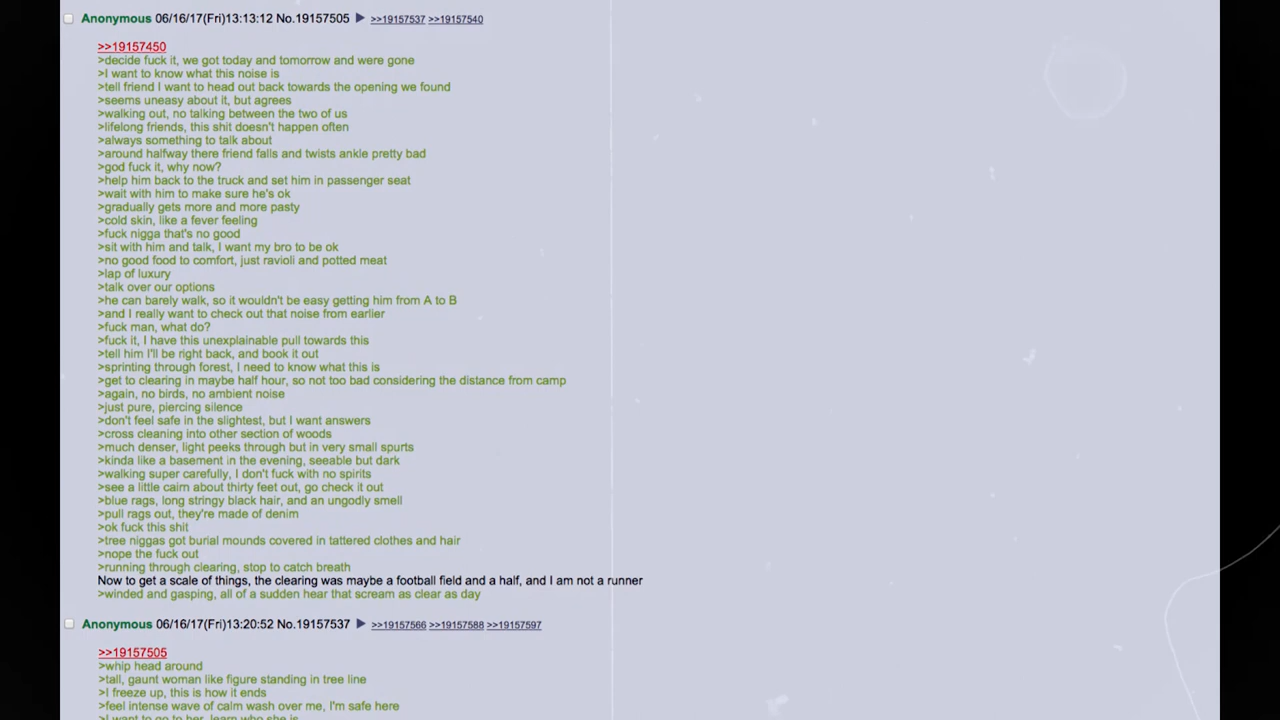 Anonymous 06/16/17(Fri)13:13:12 No.19157505 ▶ >>19157537 >>19157540
>>19157450
>decide fuck it, we got today and tomorrow and were gone
>I want to know what this noise is
>tell friend I want to head out back towards the opening we found
>seems uneasy about it, but agrees
>walking out, no talking between the two of us
>lifelong friends, this shit doesn't happen often
>always something to talk about
>around halfway there friend falls and twists ankle pretty bad
>god fuck it, why now?
>help him back to the truck and set him in passenger seat
>wait with him to make sure he's ok
>gradually gets more and more pasty
>cold skin, like a fever feeling
>fuck nigga that's no good
>sit with him and talk, I want my bro to be ok
>no good food to comfort, just ravioli and potted meat
>lap of luxury
>talk over our options
>he can barely walk, so it wouldn't be easy getting him from A to B
>and I really want to check out that noise from earlier
>fuck man, what do?
>fuck it, I have this unexplainable pull towards this
>tell him I'll be right back, and book it out
>sprinting through forest, I need to know what this is
>get to clearing in maybe half hour, so not too bad considering the distance from camp
>again, no birds, no ambient noise
>just pure, piercing silence
>don't feel safe in the slightest, but I want answers
>cross cleaning into other section of woods
>much denser, light peeks through but in very small spurts
>kinda like a basement in the evening, seeable but dark
>walking super carefully, I don't fuck with no spirits
>see a little cairn about thirty feet out, go check it out
>blue rags, long stringy black hair, and an ungodly smell
>pull rags out, they're made of denim
>ok fuck this shit
>tree niggas got burial mounds covered in tattered clothes and hair
>nope the fuck out
>running through clearing, stop to catch breath
Now to get a scale of things, the clearing was maybe a football field and a half, and I am not a runner
>winded and gasping, all of a sudden hear that scream as clear as day
Anonymous 06/16/17(Fri)13:20:52 No.19157537 ▶ >>19157566 >>19157588 >>19157597
>>19157505
>whip head around
>tall, gaunt woman like figure standing in tree line
>I freeze up, this is how it ends
>feel intense wave of calm wash over me, I'm safe here
>I want to go to her, learn who she is